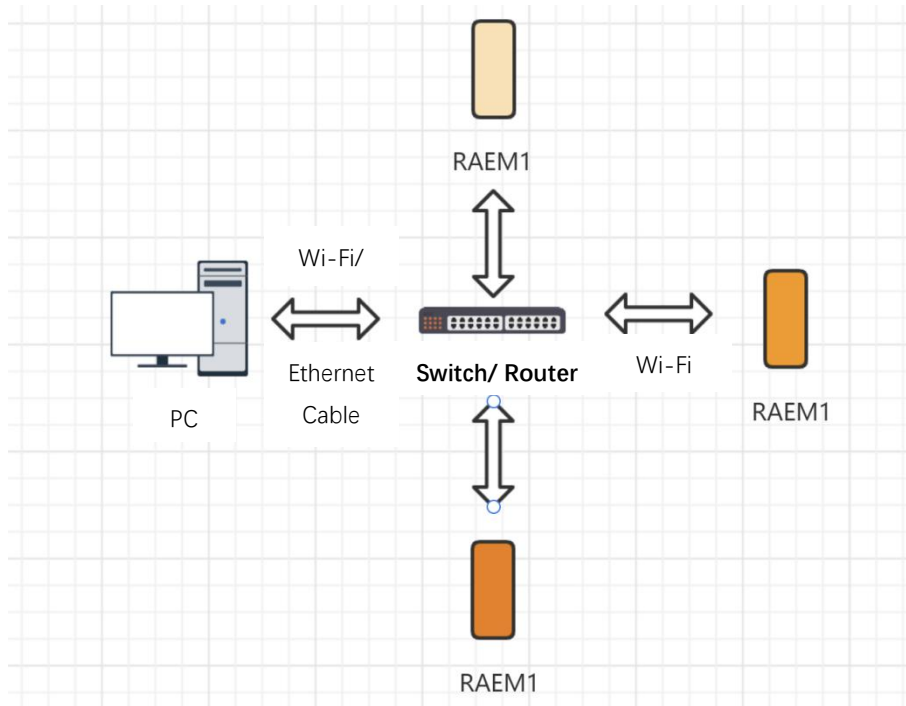 RAEM1
Wi-Fi/
Ethernet
Cable
PC
Switch/ Router
Wi-Fi
RAEM1
RAEM1